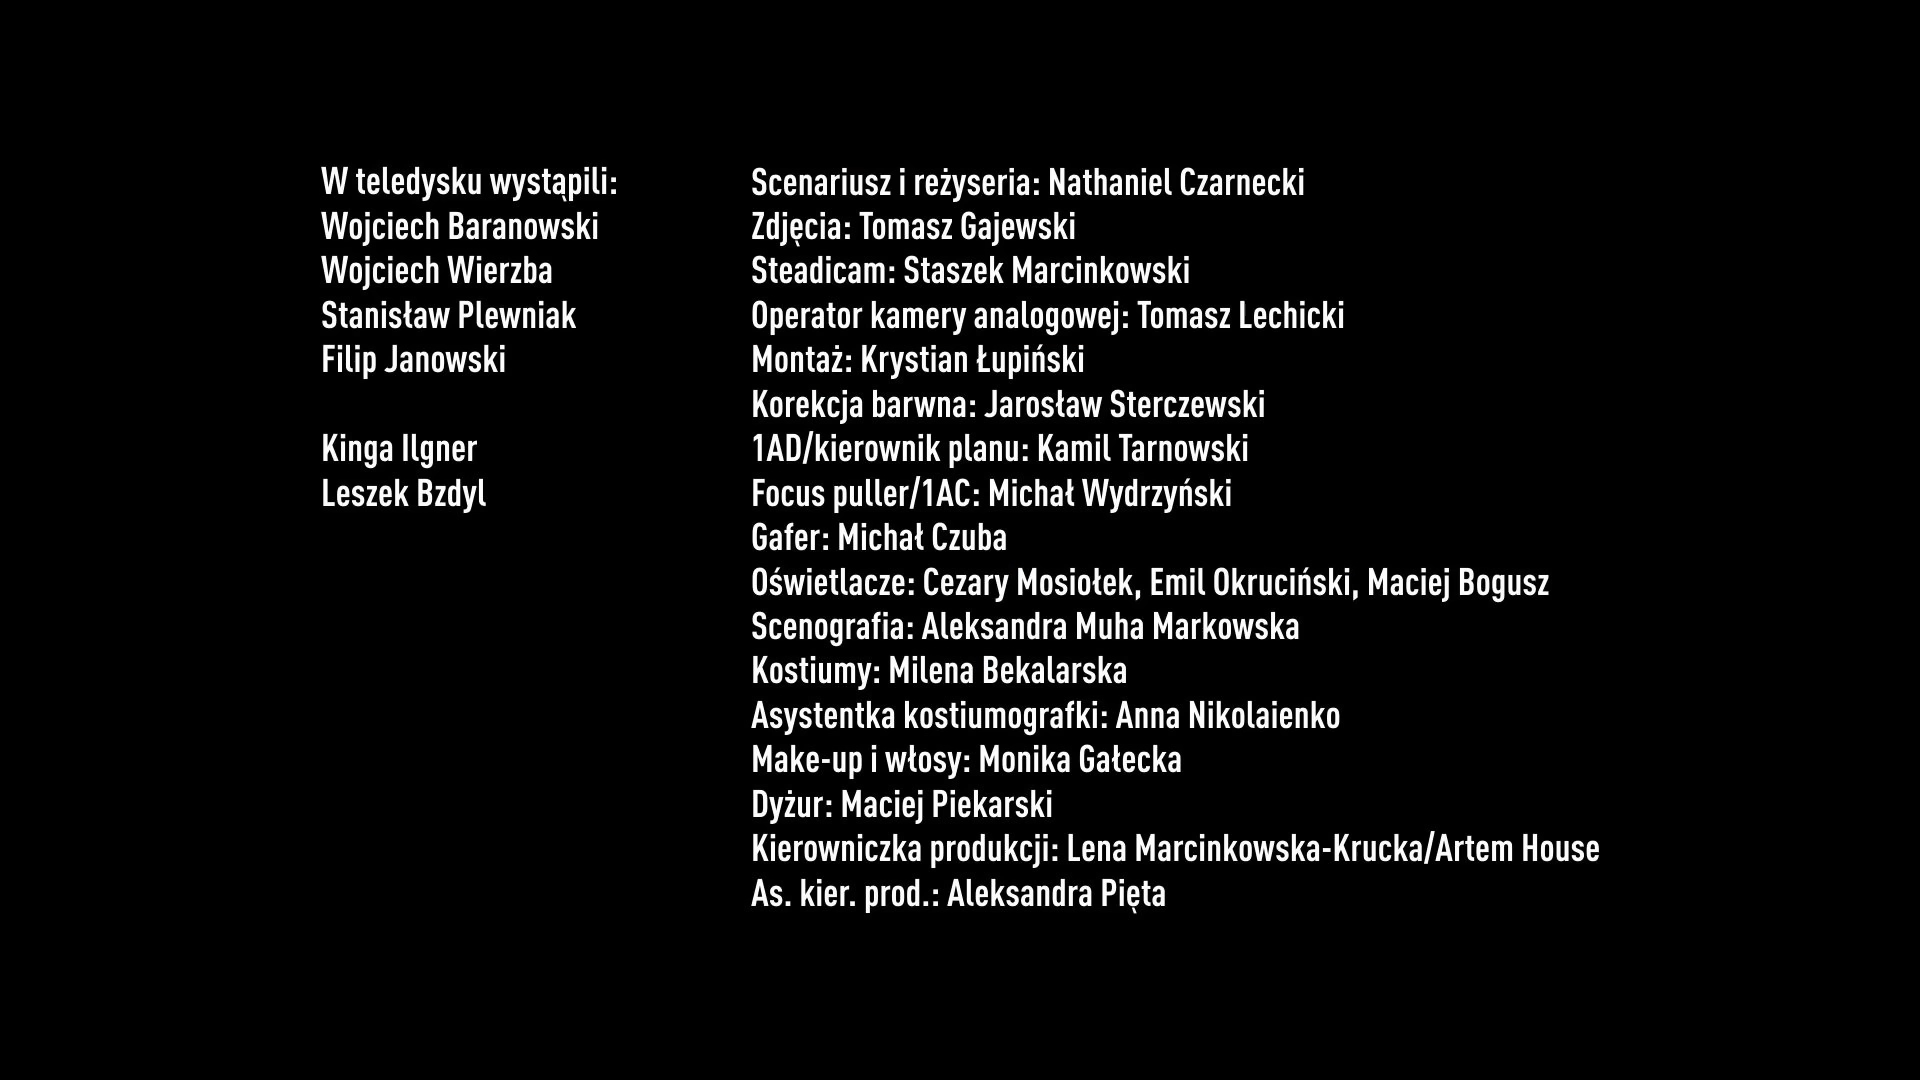 W teledysku wystąpili:
Wojciech Baranowski
Wojciech Wierzba
Stanisław Plewniak
Filip Janowski
Kinga Ilgner
Leszek Bzdyl
Scenariusz i reżyseria: Nathaniel Czarnecki
Zdjęcia: Tomasz Gajewski
Steadicam: Staszek Marcinkowski
Operator kamery analogowej: Tomasz Lechicki
Montaż: Krystian Łupiński
Korekcja barwna: Jarosław Sterczewski
1AD/kierownik planu: Kamil Tarnowski
Focus puller/1AC: Michał Wydrzyński
Gafer: Michał Czuba
Oświetlacze: Cezary Mosiołek, Emil Okruciński, Maciej Bogusz
Scenografia: Aleksandra Muha Markowska
Kostiumy: Milena Bekalarska
Asystentka kostiumografki: Anna Nikolaienko
Make-up i włosy: Monika Gałecka
Dyżur: Maciej Piekarski
Kierowniczka produkcji: Lena Marcinkowska-Krucka/Artem House
As. kier. prod.: Aleksandra Pięta